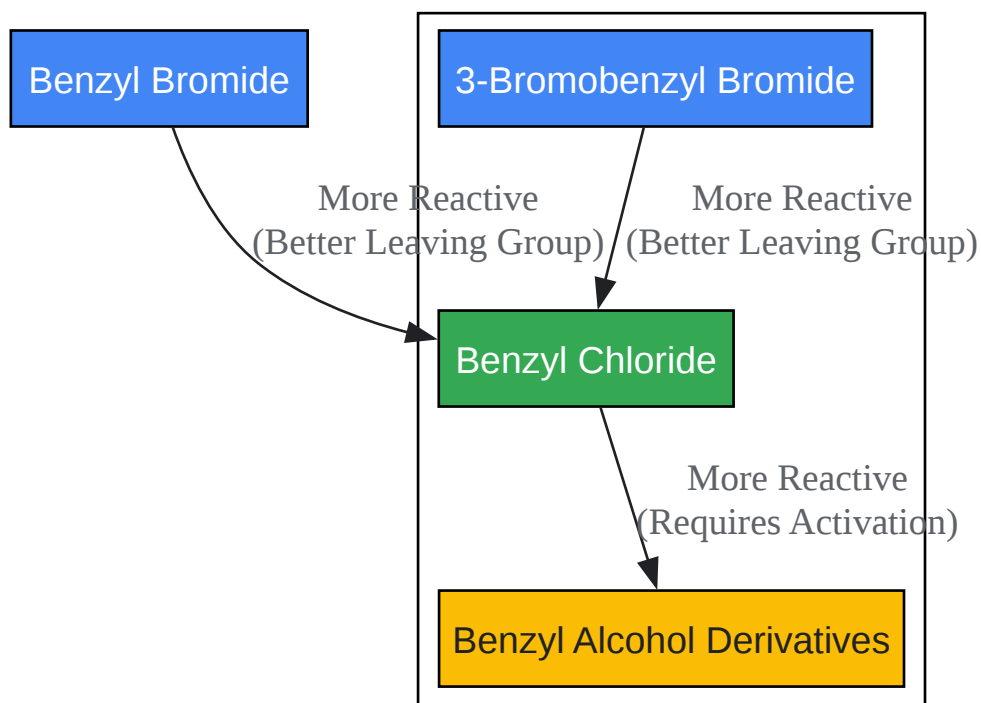 Benzyl Bromide
3-Bromobenzyl Bromide
More Reactive
(Better Leaving Group)
More Reactive
(Better Leaving Group)
Benzyl Chloride
More Reactive
(Requires Activation)
Benzyl Alcohol Derivatives